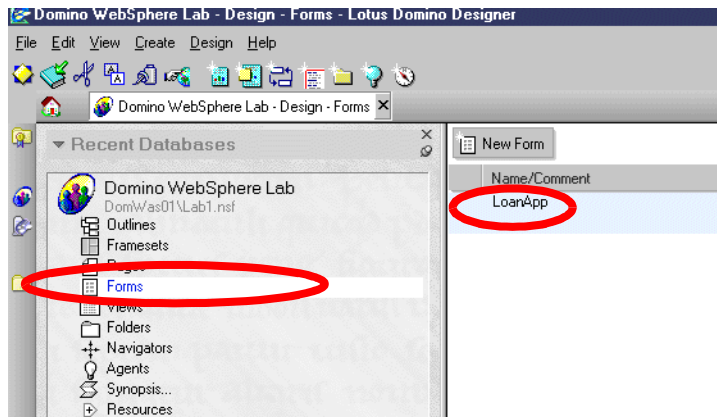 Domino WebSphere Lab - Design - Forms - Lotus Domino Designer
File Edit View Create Design Help
Domino WebSphere Lab - Design - Forms
Recent Databases
New Form
Domino WebSphere Lab
Name/Comment
DomWas01\Lab1.nsf
LoanApp
Outlines
Framesets
Pages
Forms
Views
Folders
Navigators
Agents
Synopsis...
Resources